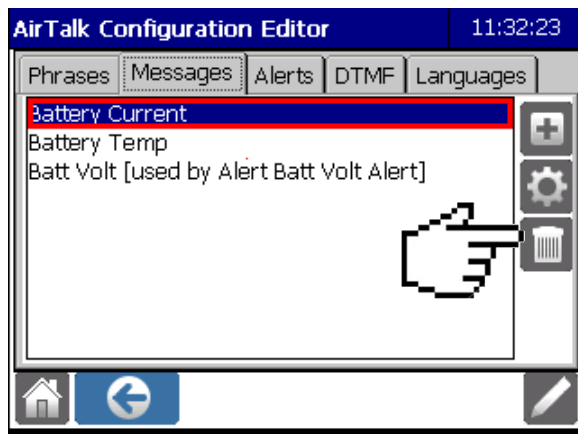 AirTalk Configuration Editor 11:32:23
Phrases Messages Alerts DTMF Languages
Battery Current
Battery Temp
Batt Volt [used by Alert Batt Volt Alert]